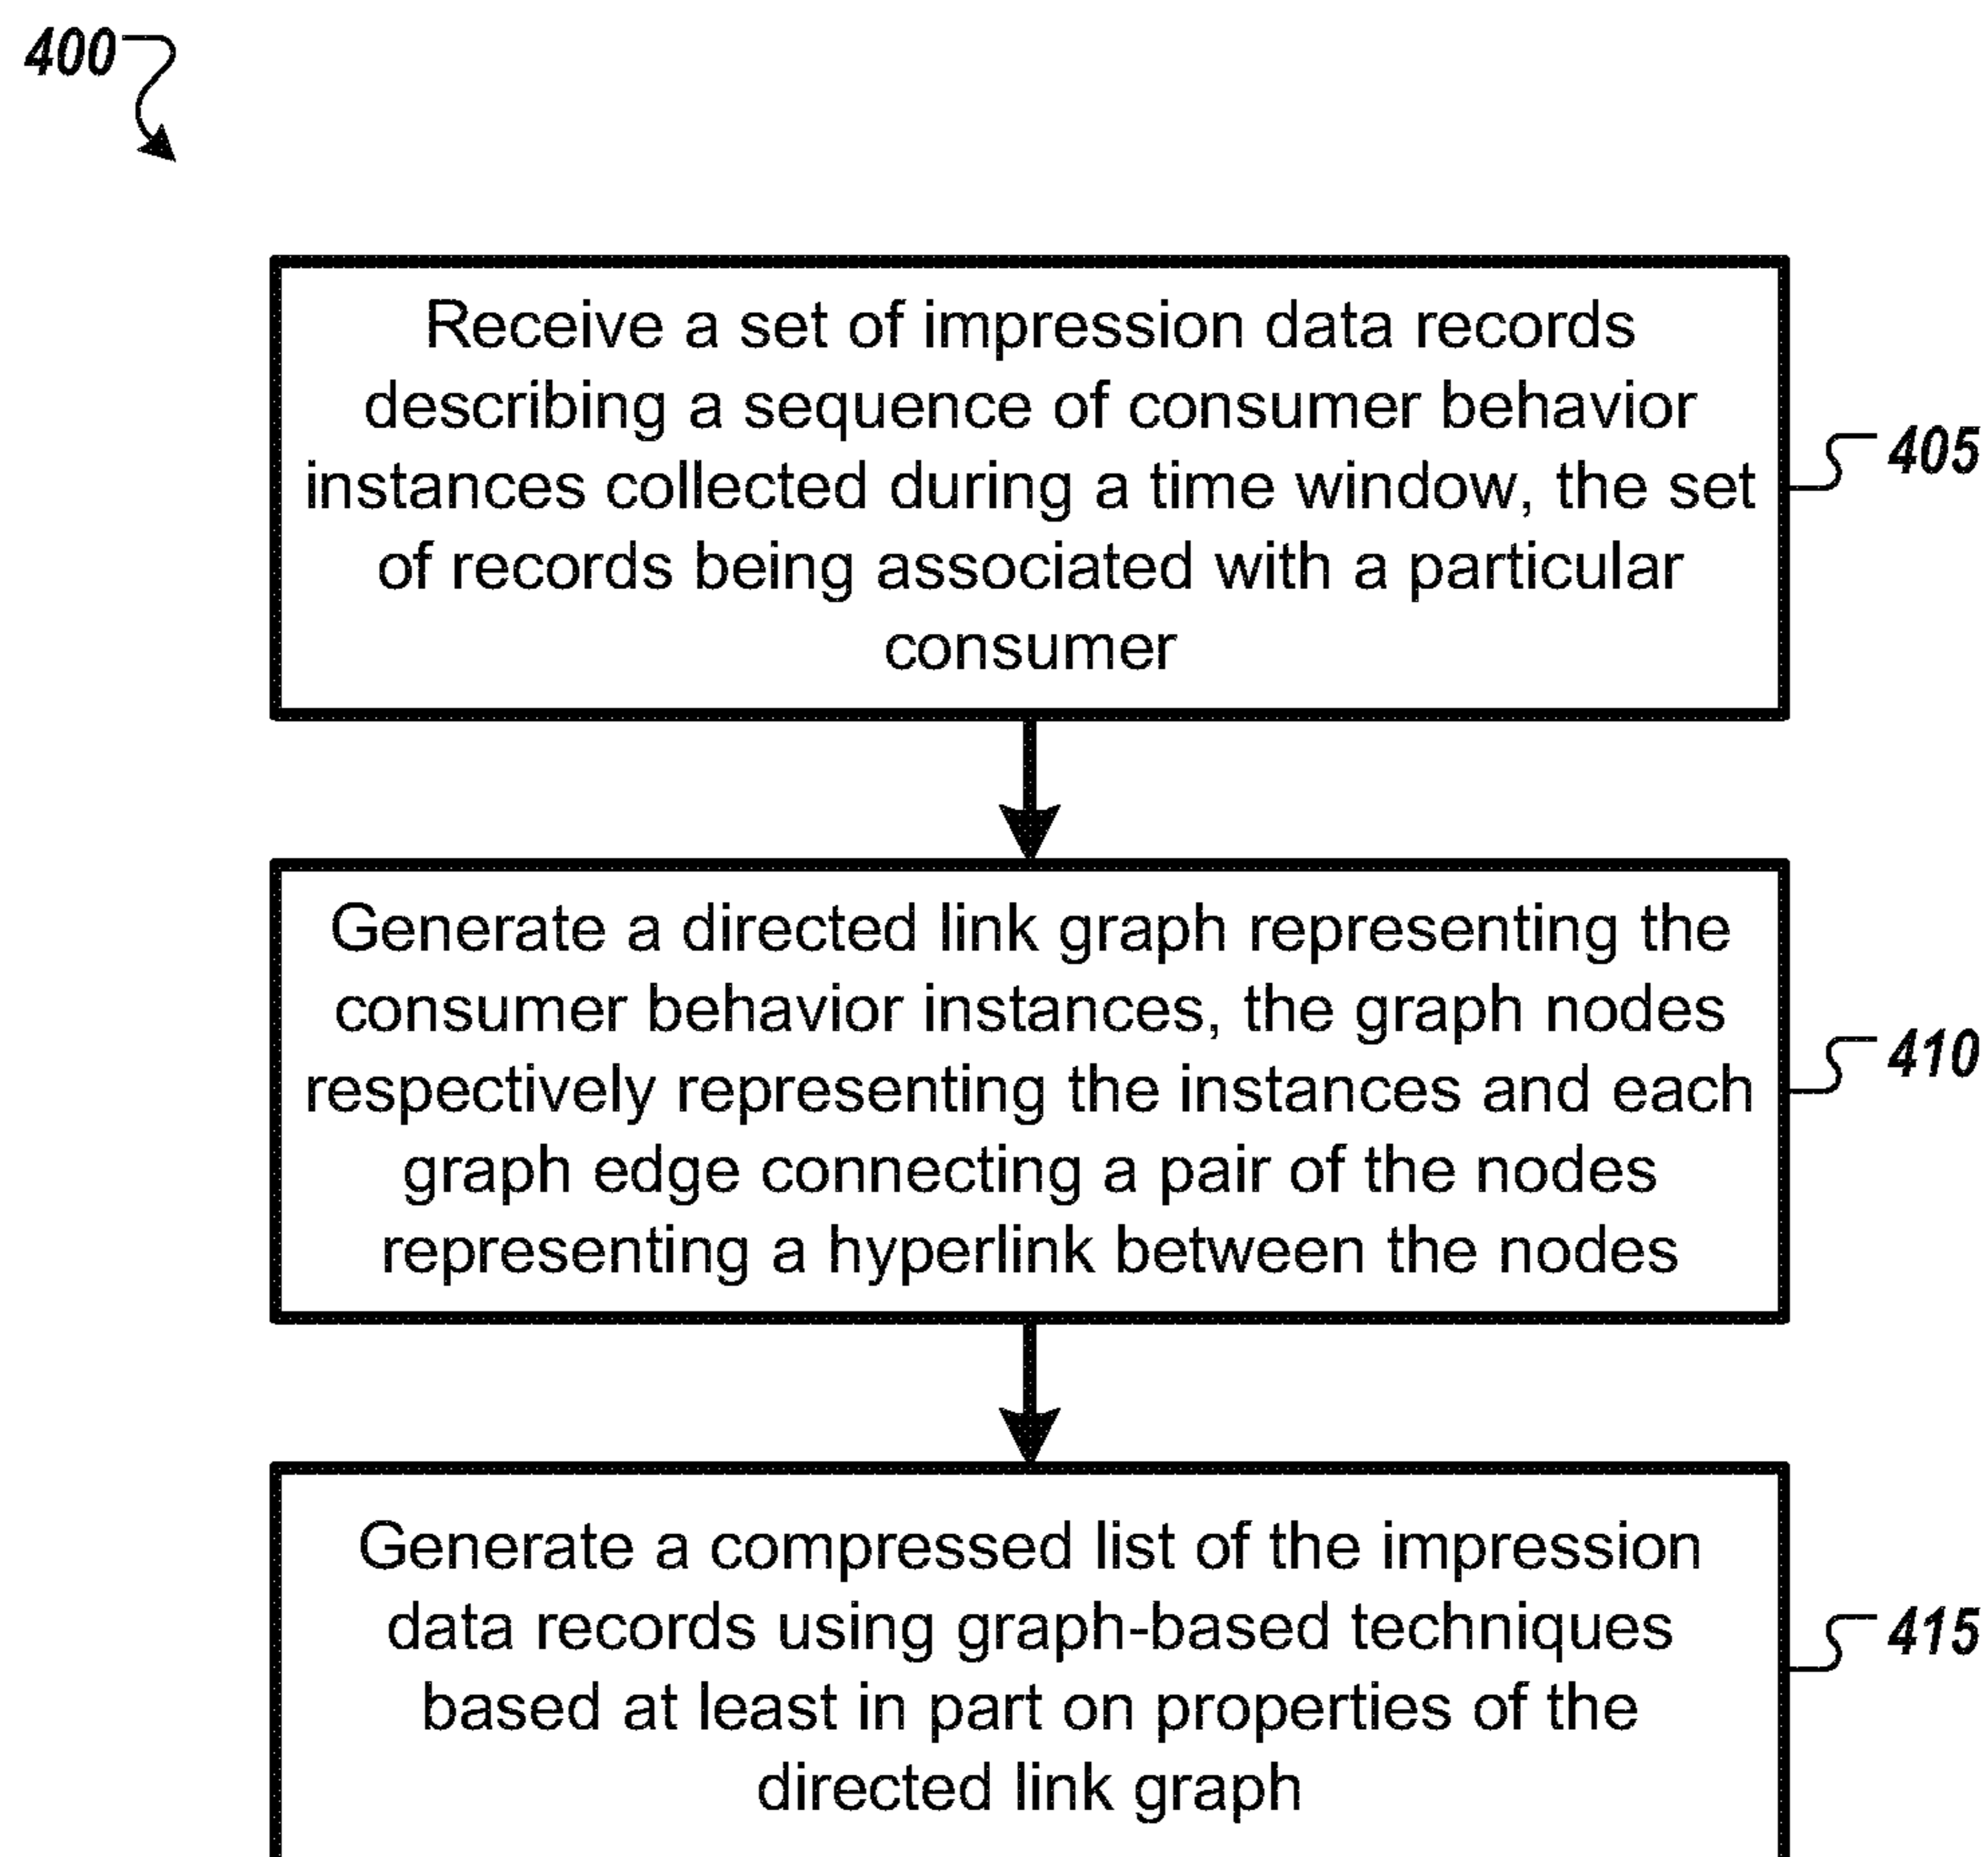 400
Receive a set of impression data records
describing a sequence of consumer behavior
instances collected during a time window, the set
of records being associated with a particular
consumer
405
Generate a directed link graph representing the
consumer behavior instances, the graph nodes
respectively representing the instances and each
graph edge connecting a pair of the nodes
representing a hyperlink between the nodes
410
Generate a compressed list of the impression
data records using graph-based techniques
based at least in part on properties of the
directed link graph
415